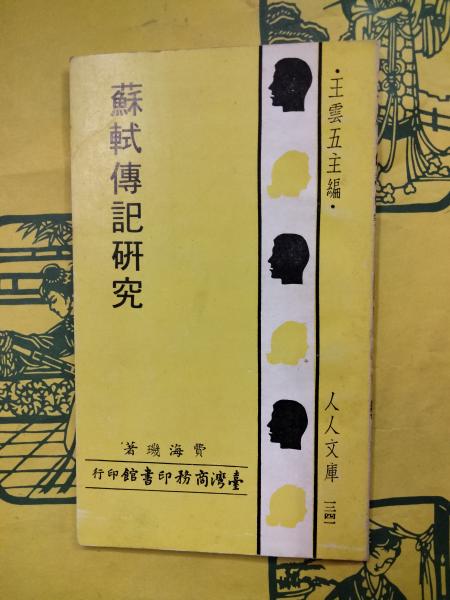 ·王雲五主編·
蘇軾傳記研究
費海璣著
臺灣商務印書館印行
人人文庫